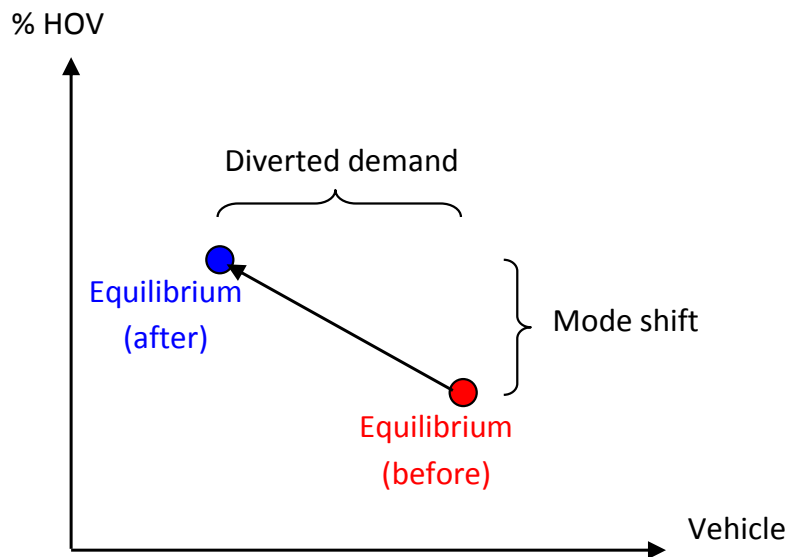 % HOV
Diverted demand
Equilibrium
(after)
Mode shift
Equilibrium
(before)
Vehicle